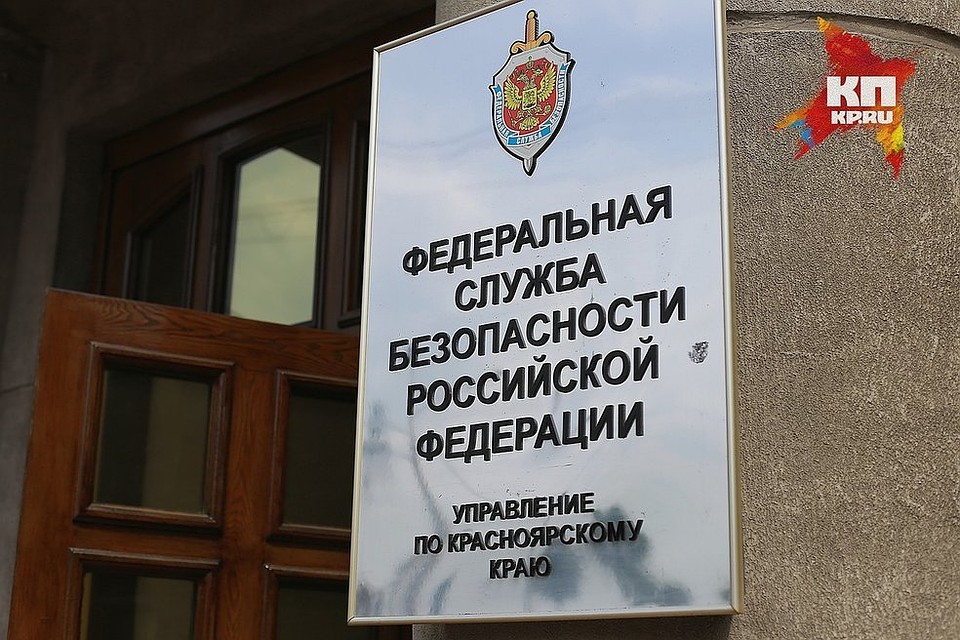 ФЕДЕРАЛЬНАЯ
СЛУЖБА
БЕЗОПАСНОСТИ
РОССИЙСКОЙ
ФЕДЕРАЦИИ
УПРАВЛЕНИЕ
ПО КРАСНОЯРСКОМУ
КРАЮ
КП
KP.RU